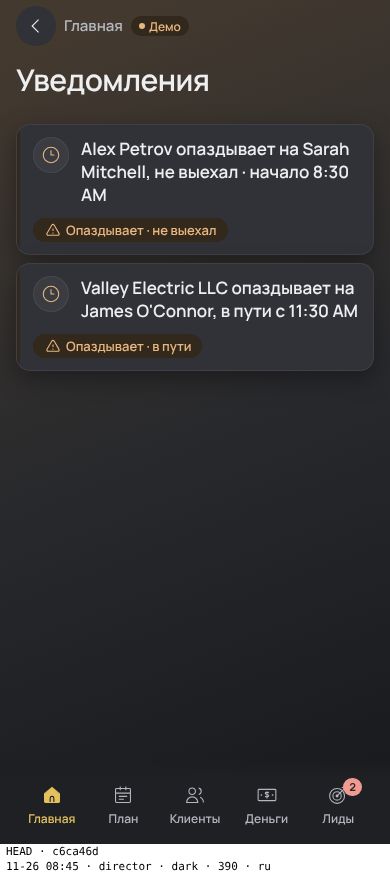 Главная
Демо
Уведомления
Alex Petrov опаздывает на Sarah
Mitchell, не выехал · начало 8:30
AM
Опаздывает · не выехал
Valley Electric LLC опаздывает на
James O'Connor, в пути с 11:30 AM
Опаздывает · в пути
2
Главная
План
Клиенты
Деньги
Лиды
HEAD · c6ca46d
11-26 08:45 · director · dark · 390 · ru